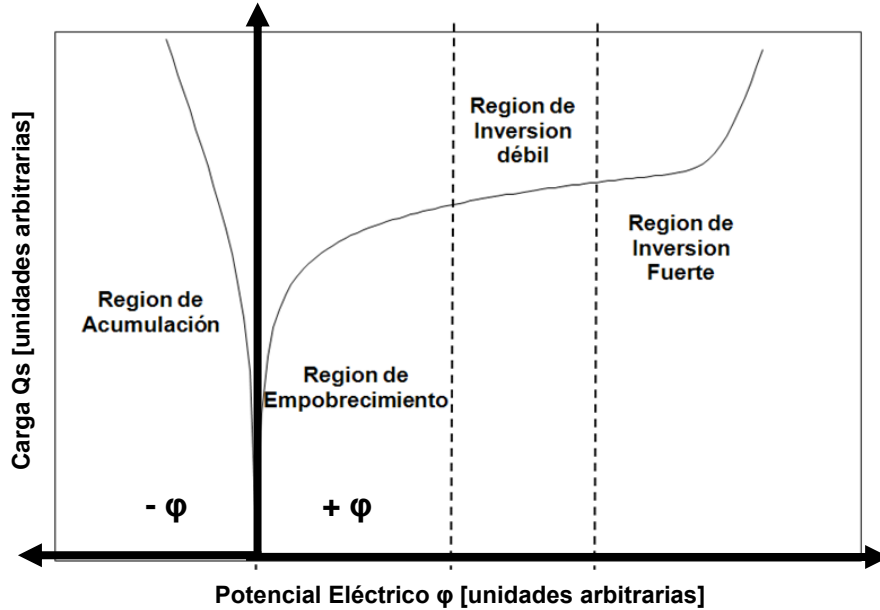 Carga Qs [unidades arbitrarias]
Region de
Inversion
débil
Region de
Inversion
Fuerte
Region de
Acumulación
Region de
Empobrecimiento
- φ
+ φ
Potencial Eléctrico φ [unidades arbitrarias]